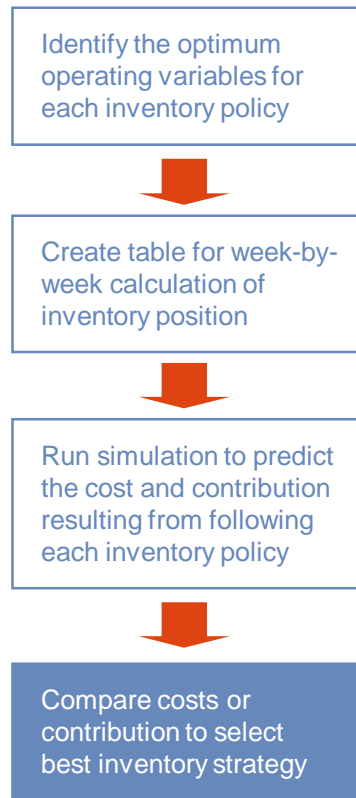 Identify the optimum
operating variables for
each inventory policy
Create table for week-by-
week calculation of
inventory position
Run simulation to predict
the cost and contribution
resulting from following
each inventory policy
Compare costs or
contribution to select
best inventory strategy